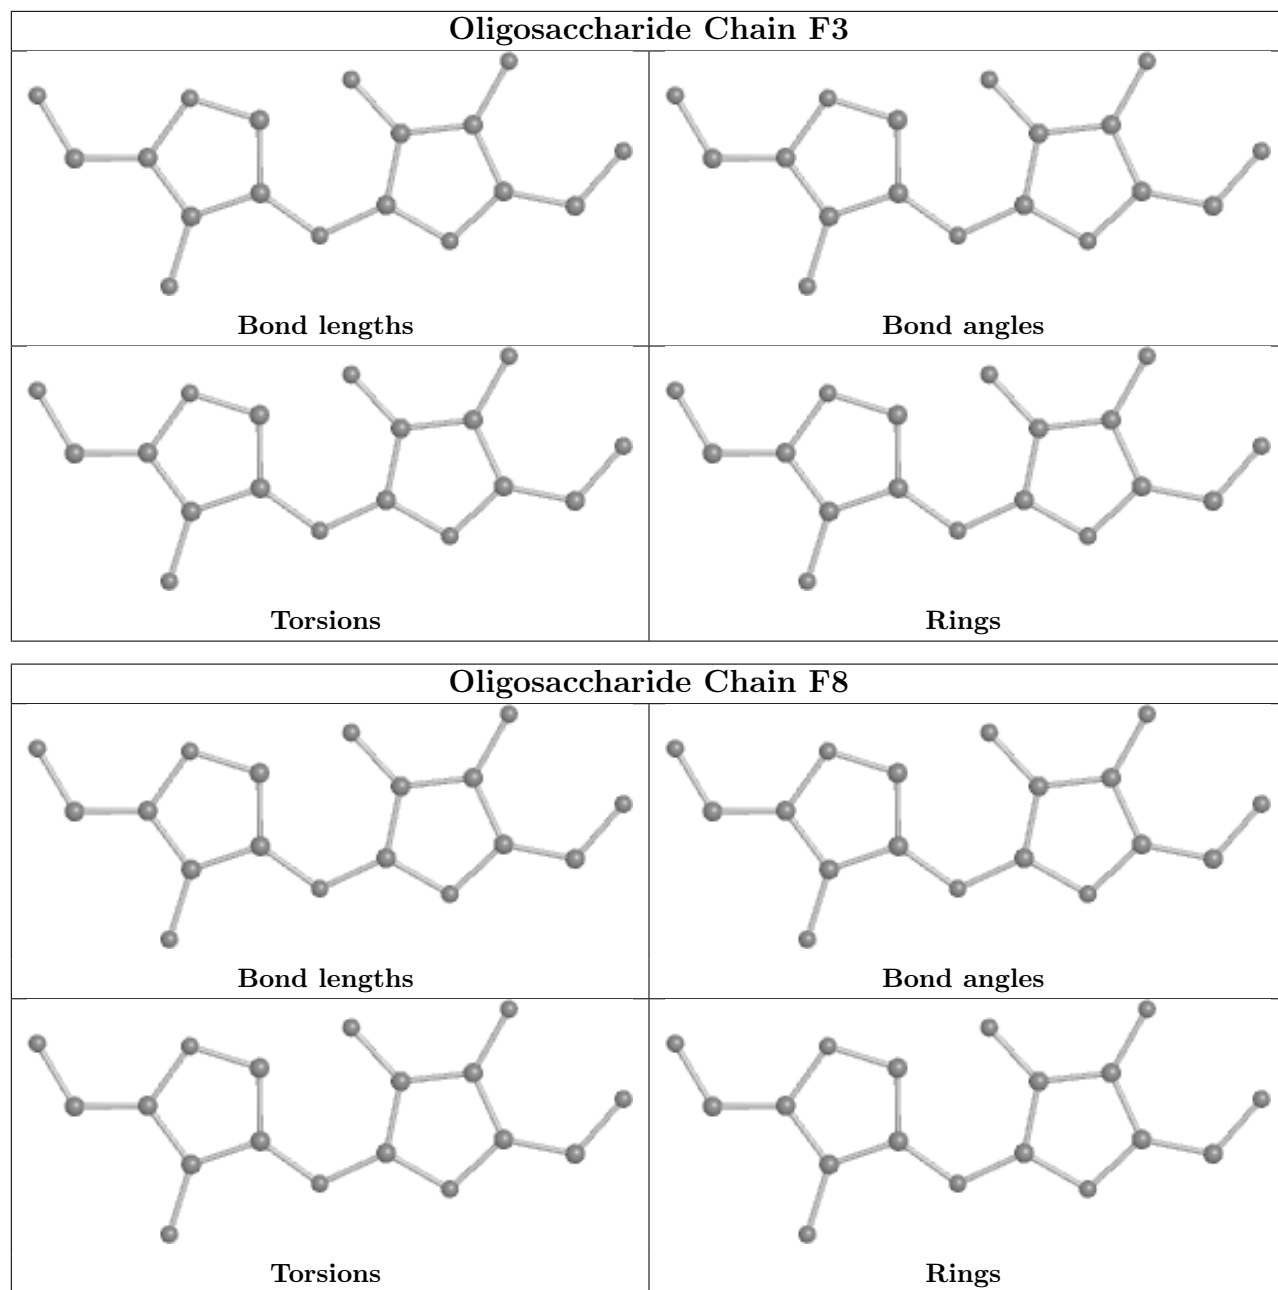 Oligosaccharide Chain F3
Bond lengths
Bond angles
Torsions
Rings
Oligosaccharide Chain F8
Bond lengths
Bond angles
Torsions
Rings